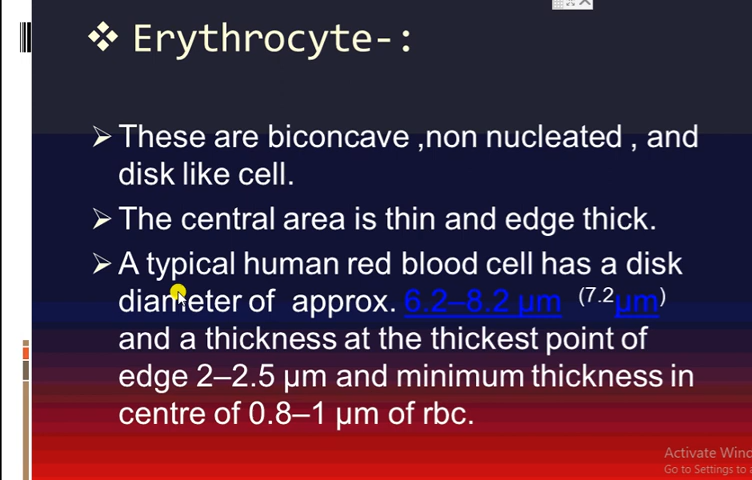 Erythrocyte-:
These are biconcave ,non nucleated , and
disk like cell.
The central area is thin and edge thick.
A typical human red blood cell has a disk
diameter of approx. 6.2–8.2 µm (7.2µm)
and a thickness at the thickest point of
edge 2–2.5 µm and minimum thickness in
centre of 0.8–1 µm of rbc.
Activate Wind
Go to Settings to a